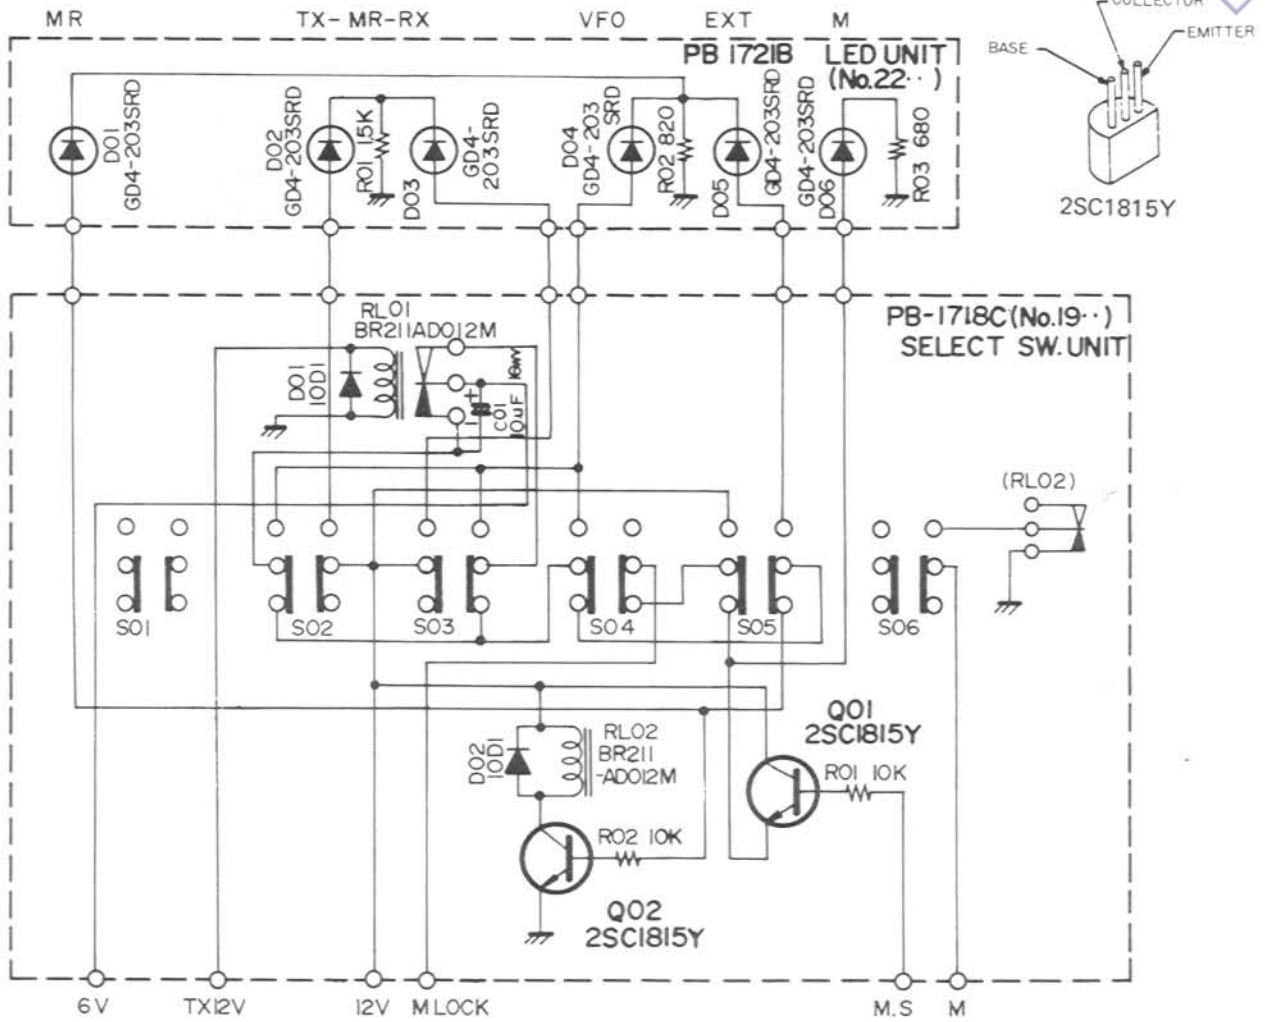 MR TX-MR-RX VFO EXT M
COLLECTOR
EMITTER
BASE
2SC1815Y
PB 1721B LED UNIT
(No.22··)
D01
GD4-203SRD
D02
GD4-203SRD
R01 15K
D03
GD4-
203SRD
D04
GD4-203
SRD
R02 820
D05
GD4-203SRD
GD4-203SRD
D06
R03 680
PB-1718C(No.19··)
SELECT SW.UNIT
RL01
BR211AD012M
D01
10D1
+
-
C01
10uF 16WV
(RL02)
S01 S02 S03 S04 S05 S06
D02
10D1
RL02
BR211
-AD012M
Q01
2SC1815Y
R01 10K
R02 10K
Q02
2SC1815Y
6V TX12V 12V M LOCK M.S M